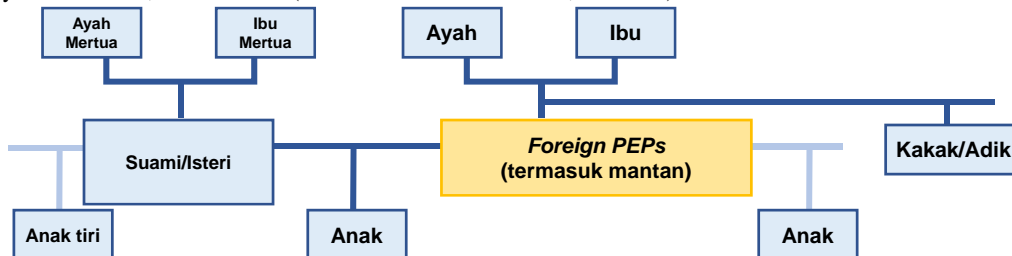 Ayah
Mertua
Ibu
Mertua
Ayah
Ibu
Suami/Isteri
Foreign PEPs
(termasuk mantan)
Kakak/Adik
Anak tiri
Anak
Anak